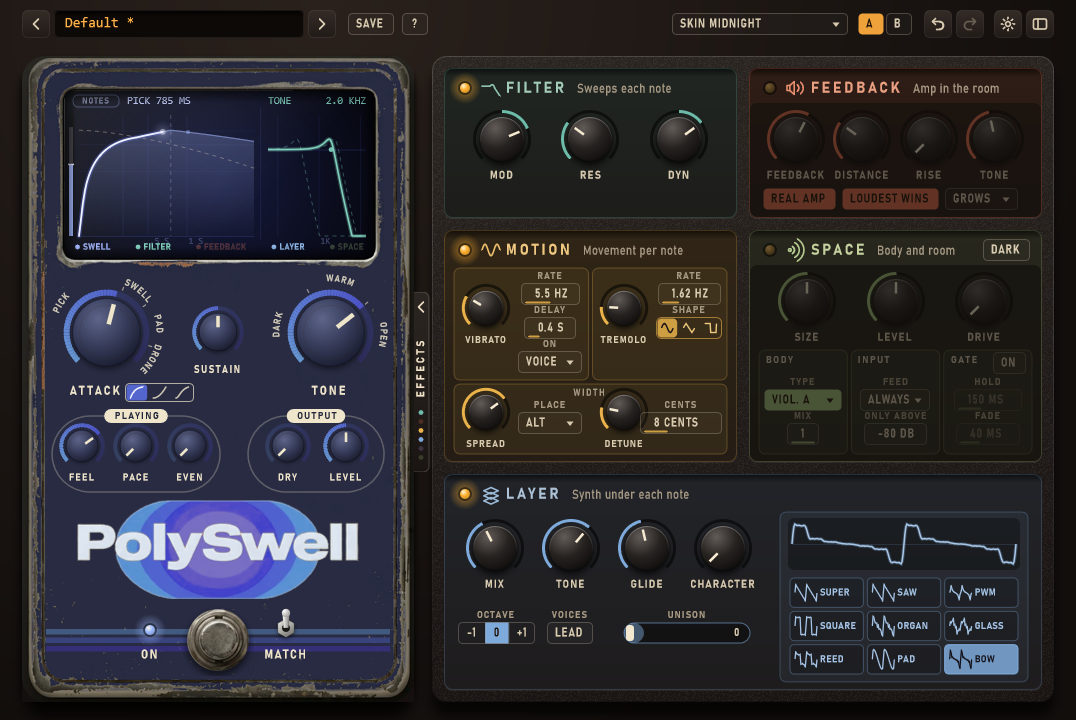 Default *
SAVE
?
SKIN MIDNIGHT
A
B
NOTES
PICK 785 MS
TONE
2.0 KHZ
SWELL
FILTER
FEEDBACK
LAYER
1K
SPACE
PICK
SWELL
PAD
DRONE
ATTACK
SUSTAIN
DARK
WARM
OPEN
TONE
PLAYING
FEEL
PACE
EVEN
OUTPUT
DRY
LEVEL
PolySwell
ON
MATCH
EFFECTS
FILTER
Sweeps each note
MOD
RES
DYN
FEEDBACK
Amp in the room
FEEDBACK
DISTANCE
RISE
TONE
REAL AMP
LOUDEST WINS
GROWS
MOTION
Movement per note
VIBRATO
RATE
5.5 HZ
DELAY
0.4 S
ON
VOICE
TREMOLO
RATE
1.62 HZ
SHAPE
SPREAD
PLACE
ALT
WIDTH
DETUNE
CENTS
8 CENTS
SPACE
Body and room
DARK
SIZE
LEVEL
DRIVE
BODY
TYPE
VIOL. A
MIX
1
INPUT
FEED
ALWAYS
ONLY ABOVE
-80 DB
GATE
ON
HOLD
150 MS
FADE
40 MS
LAYER
Synth under each note
MIX
TONE
GLIDE
CHARACTER
OCTAVE
-1
0
+1
VOICES
LEAD
UNISON
0
SUPER
SAW
PWM
SQUARE
ORGAN
GLASS
REED
PAD
BOW